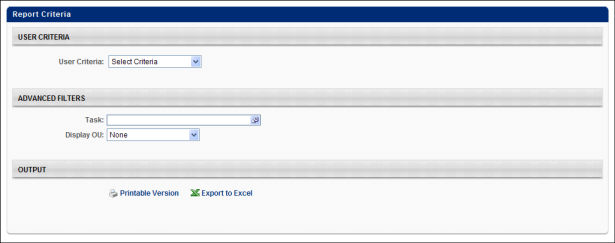 Report Criteria
USER CRITERIA
User Criteria: Select Criteria
ADVANCED FILTERS
Task:
Display OU: None
OUTPUT
Printable Version Export to Excel